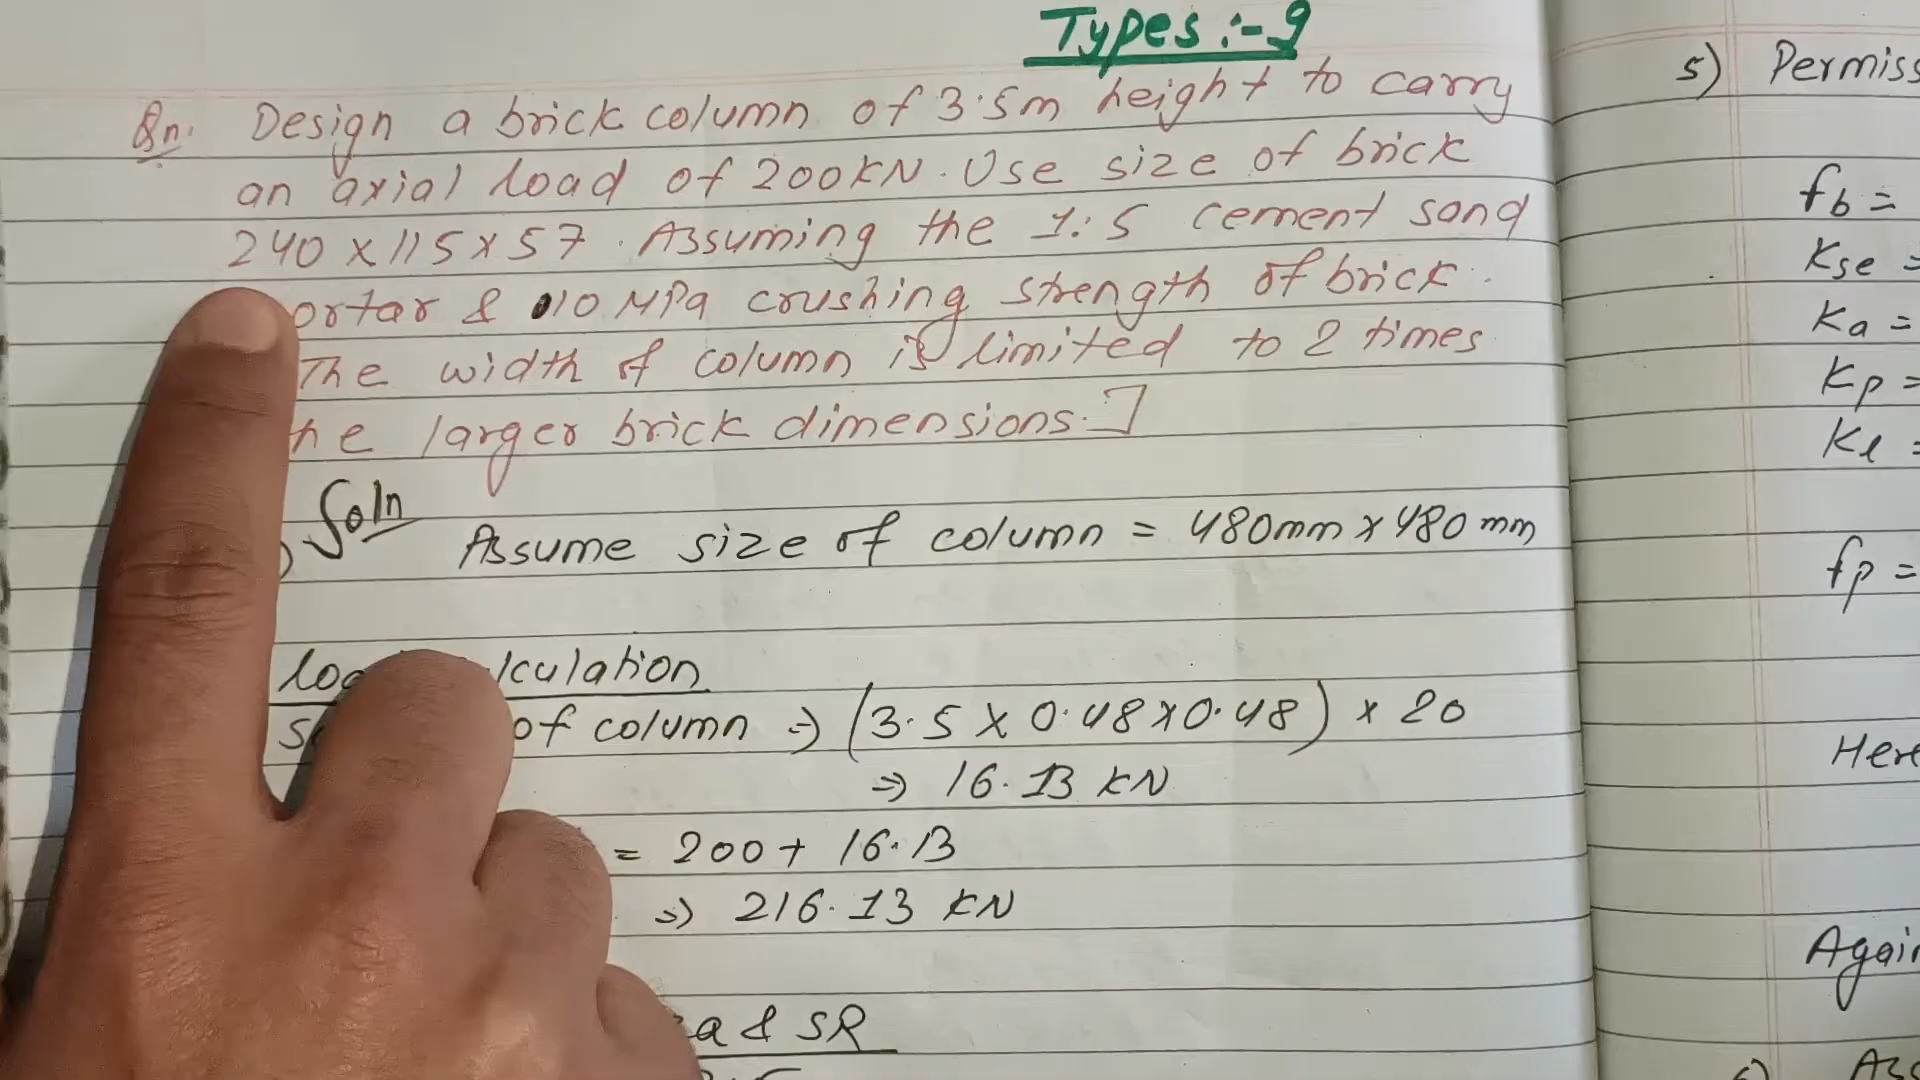 Types :- 9
Qn. Design a brick column of 3.5m height to carry
an axial load of 200KN. Use size of brick
240 x 115 x 57. Assuming the 1:5 cement sand
ortar & 10 MPa crushing strength of brick.
The width of column is limited to 2 times
he larger brick dimensions.]
Soln
Assume size of column = 480mm x 480mm
lculation
of column => (3.5 x 0.48 x 0.48) x 20
=> 16.13 KN
= 200 + 16.13
=> 216.13 KN
a & SR
5) Permiss
fb =
Kse =
Ka =
Kp =
Kl =
fp =
Here
Again